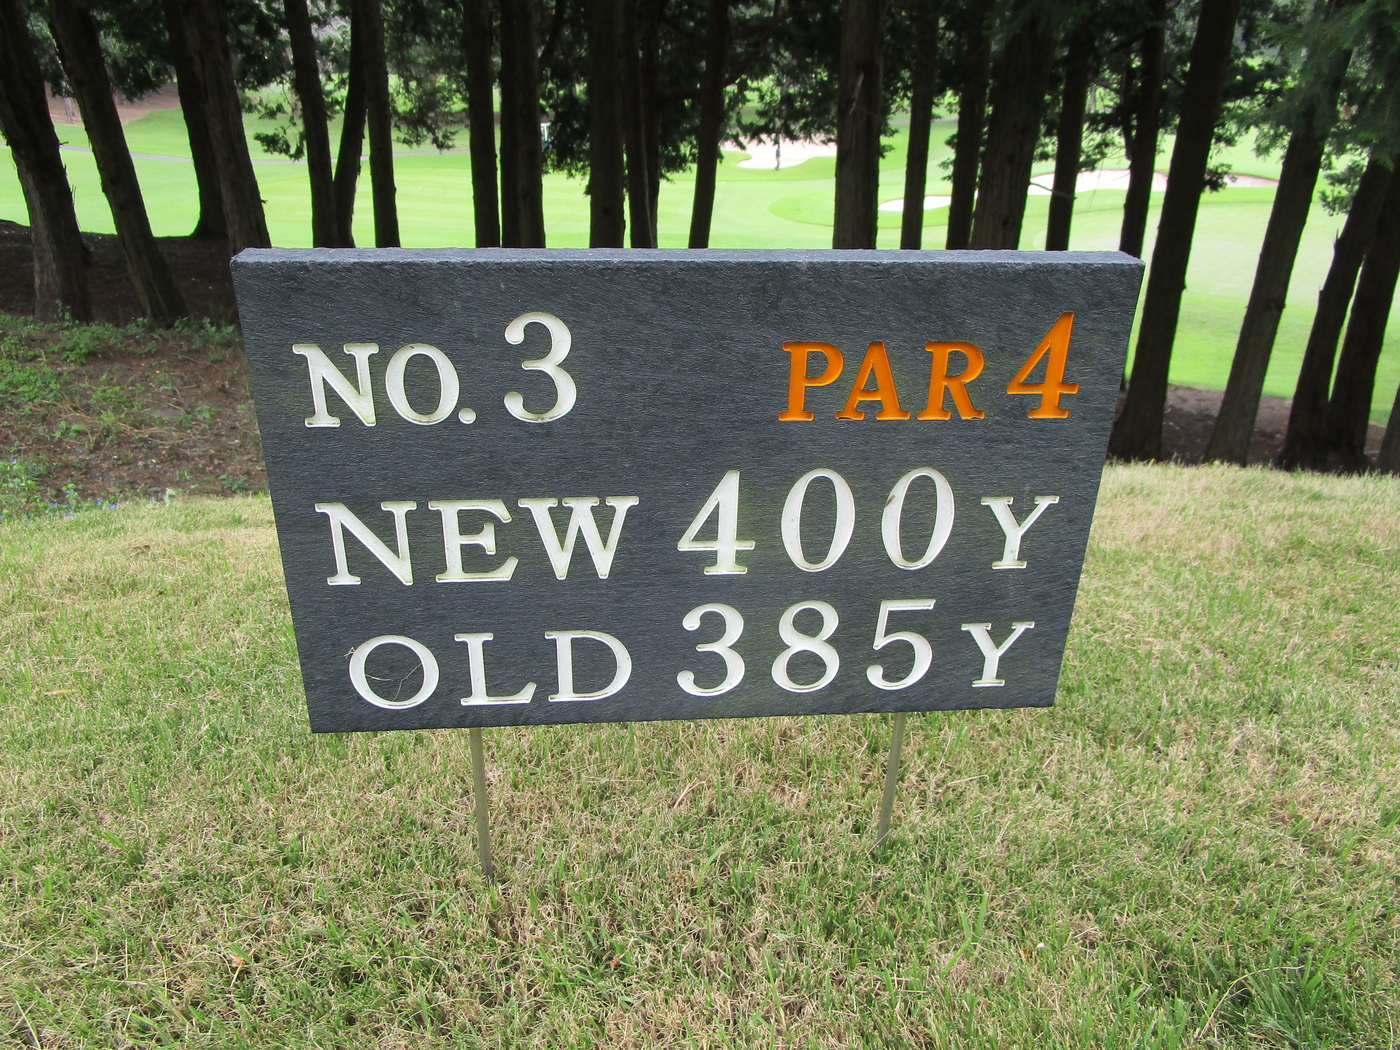 NO. 3 PAR 4
NEW 400 Y
OLD 385 Y